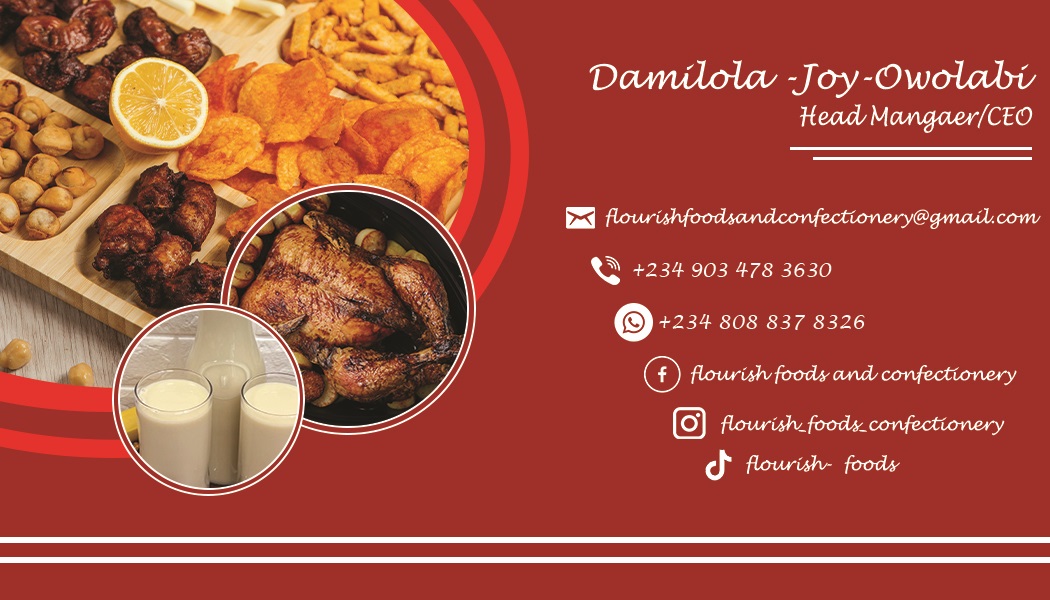 Damilola -Joy-Owolabi
Head Mangaer/CEO
flourishfoodsandconfectionery@gmail.com
+234 903 478 3630
+234 808 837 8326
flourish foods and confectionery
flourish_foods_confectionery
flourish- foods